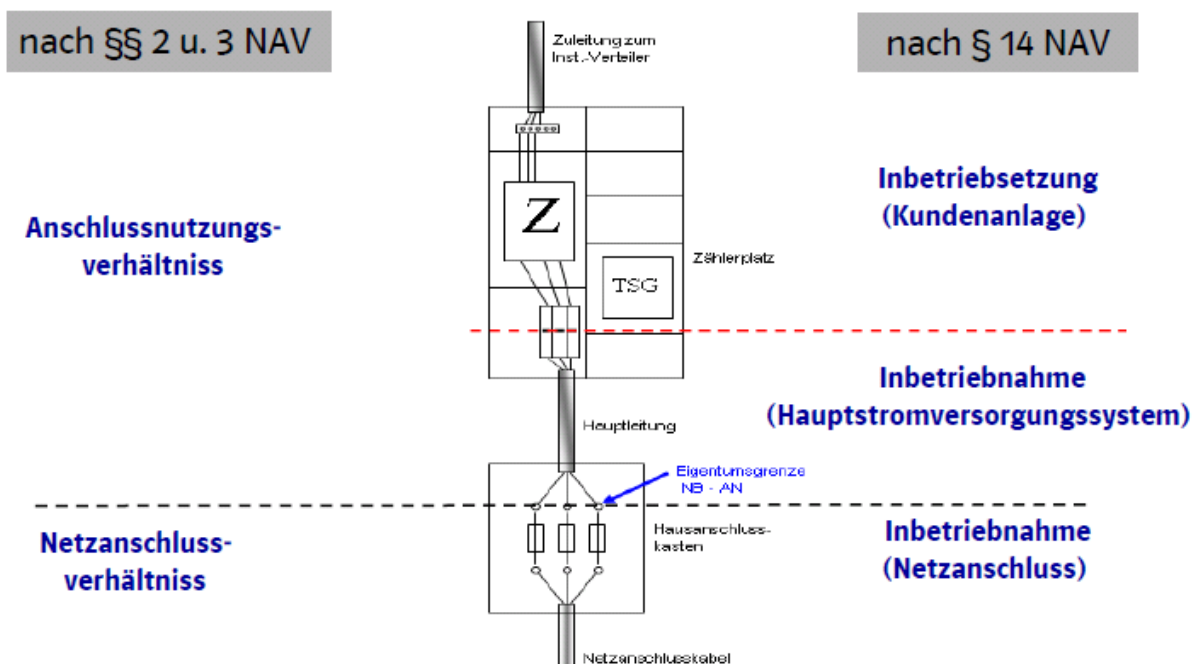 nach §§ 2 u. 3 NAV
Zuleitung zum
Inst.-Verteiler
nach § 14 NAV
Inbetriebsetzung
(Kundenanlage)
Anschlussnutzungs-
verhältniss
Z
Zählerplatz
TSG
Inbetriebnahme
(Hauptstromversorgungssystem)
Hauptleitung
Eigentumsgrenze
NB - AN
Hausanschluss-
kasten
Netzanschluss-
verhältniss
Inbetriebnahme
(Netzanschluss)
Netzanschlusskabel